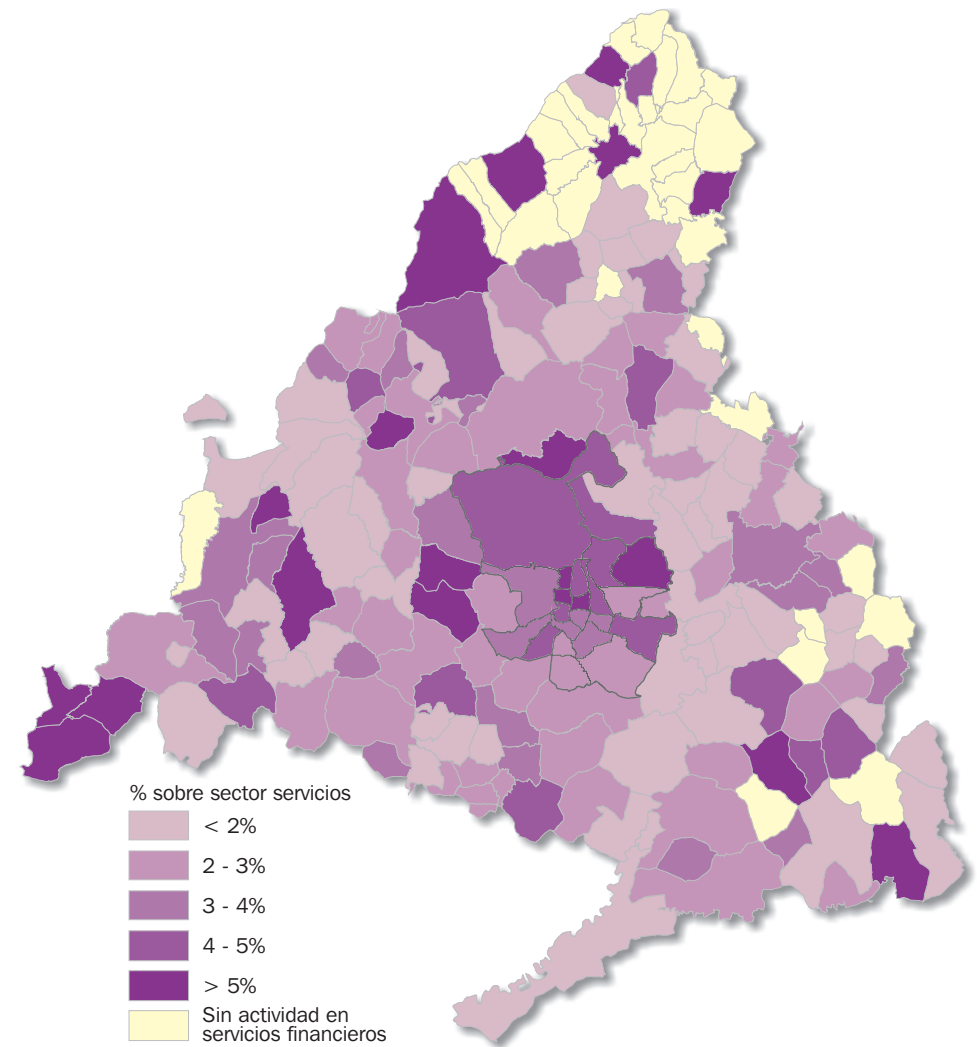 % sobre sector servicios
< 2%
2 - 3%
3 - 4%
4 - 5%
> 5%
Sin actividad en
servicios financieros